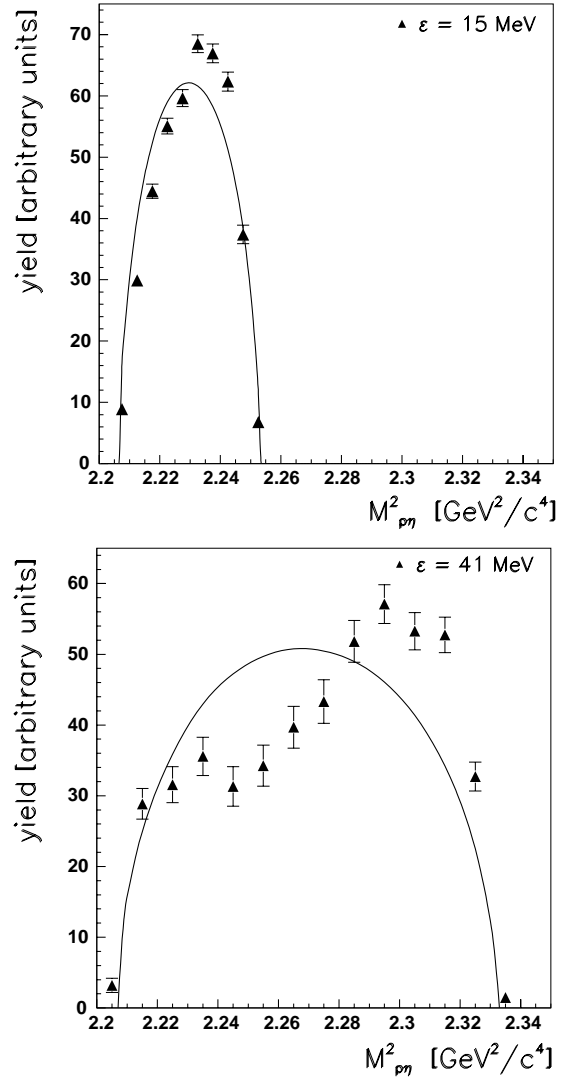 yield [arbitrary units]
▲ ε = 15 MeV
70
60
50
40
30
20
10
0
2.2 2.22 2.24 2.26 2.28 2.3 2.32 2.34
M²pη [GeV²/c⁴]
yield [arbitrary units]
▲ ε = 41 MeV
60
50
40
30
20
10
0
2.2 2.22 2.24 2.26 2.28 2.3 2.32 2.34
M²pη [GeV²/c⁴]